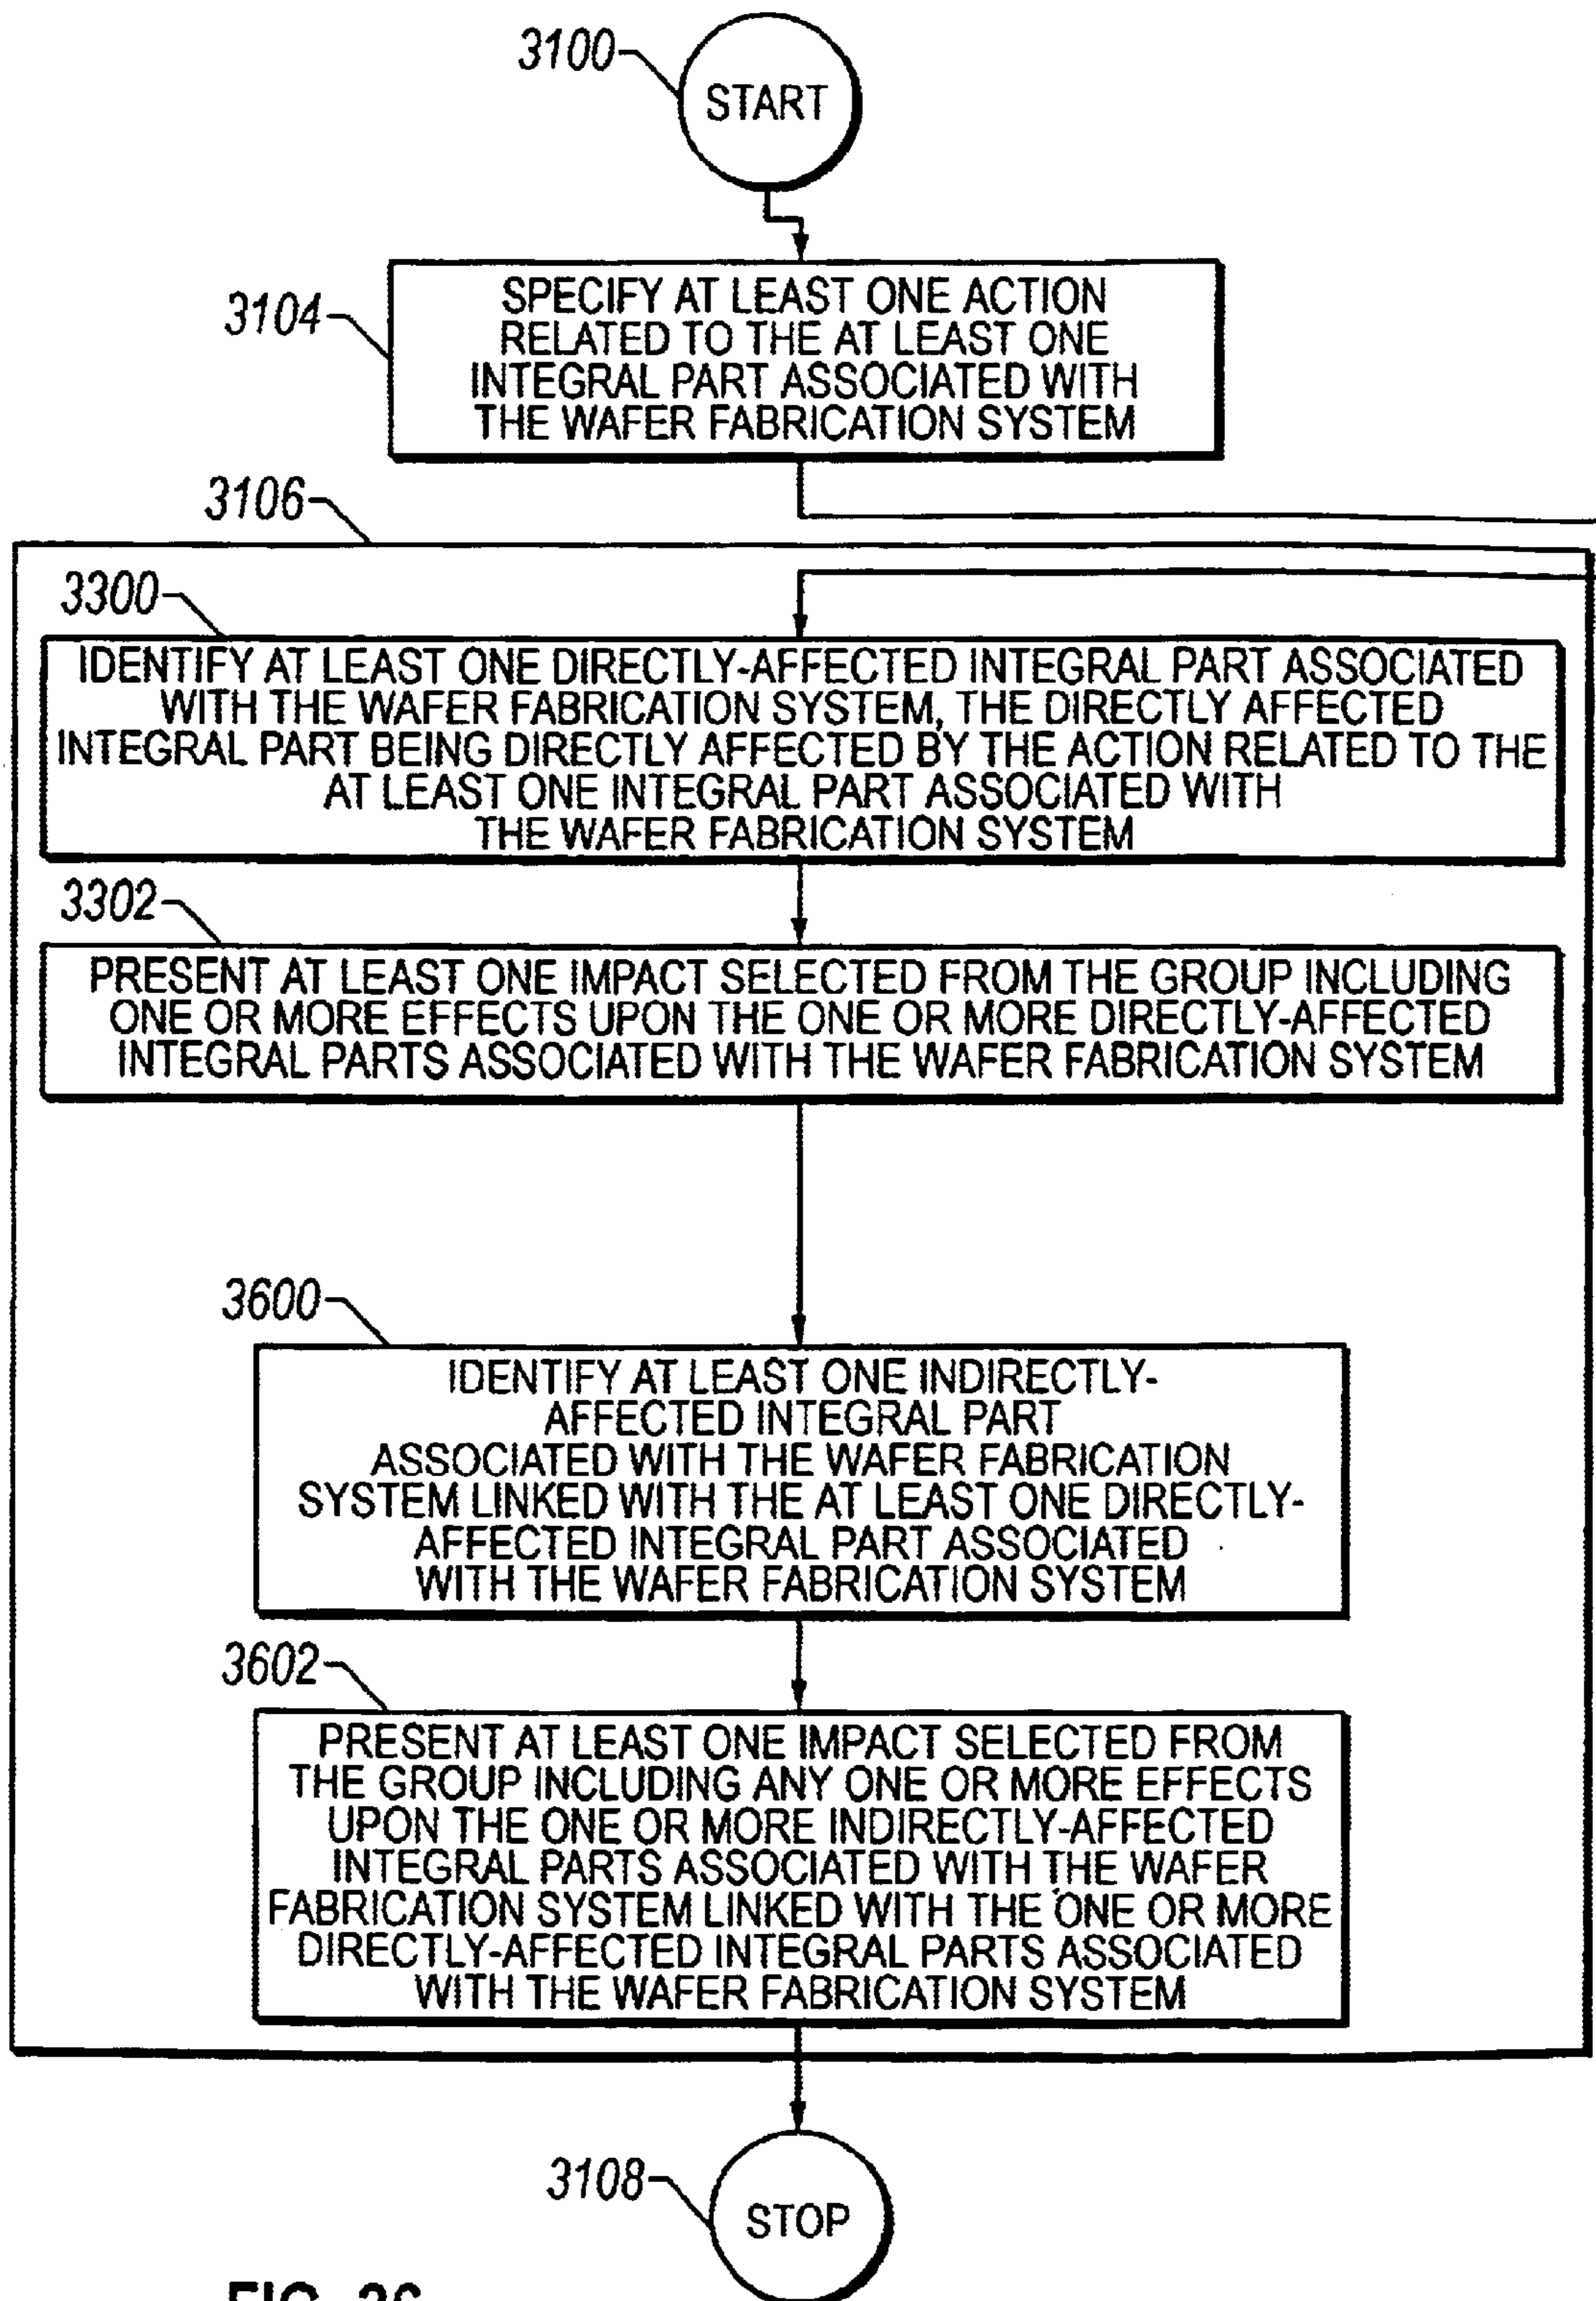 3100
START
3104
SPECIFY AT LEAST ONE ACTION
RELATED TO THE AT LEAST ONE
INTEGRAL PART ASSOCIATED WITH
THE WAFER FABRICATION SYSTEM
3106
3300
IDENTIFY AT LEAST ONE DIRECTLY-AFFECTED INTEGRAL PART ASSOCIATED
WITH THE WAFER FABRICATION SYSTEM, THE DIRECTLY AFFECTED
INTEGRAL PART BEING DIRECTLY AFFECTED BY THE ACTION RELATED TO THE
AT LEAST ONE INTEGRAL PART ASSOCIATED WITH
THE WAFER FABRICATION SYSTEM
3302
PRESENT AT LEAST ONE IMPACT SELECTED FROM THE GROUP INCLUDING
ONE OR MORE EFFECTS UPON THE ONE OR MORE DIRECTLY-AFFECTED
INTEGRAL PARTS ASSOCIATED WITH THE WAFER FABRICATION SYSTEM
3600
IDENTIFY AT LEAST ONE INDIRECTLY-
AFFECTED INTEGRAL PART
ASSOCIATED WITH THE WAFER FABRICATION
SYSTEM LINKED WITH THE AT LEAST ONE DIRECTLY-
AFFECTED INTEGRAL PART ASSOCIATED
WITH THE WAFER FABRICATION SYSTEM
3602
PRESENT AT LEAST ONE IMPACT SELECTED FROM
THE GROUP INCLUDING ANY ONE OR MORE EFFECTS
UPON THE ONE OR MORE INDIRECTLY-AFFECTED
INTEGRAL PARTS ASSOCIATED WITH THE WAFER
FABRICATION SYSTEM LINKED WITH THE ONE OR MORE
DIRECTLY-AFFECTED INTEGRAL PARTS ASSOCIATED
WITH THE WAFER FABRICATION SYSTEM
3108
STOP
FIG. 36